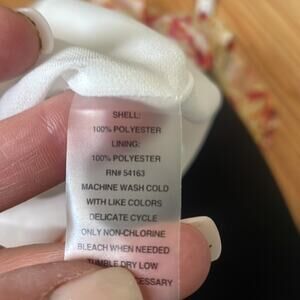 SHELL:
100% POLYESTER
LINING:
100% POLYESTER
RN# 54163
MACHINE WASH COLD
WITH LIKE COLORS
DELICATE CYCLE
ONLY NON-CHLORINE
BLEACH WHEN NEEDED
TUMBLE DRY LOW